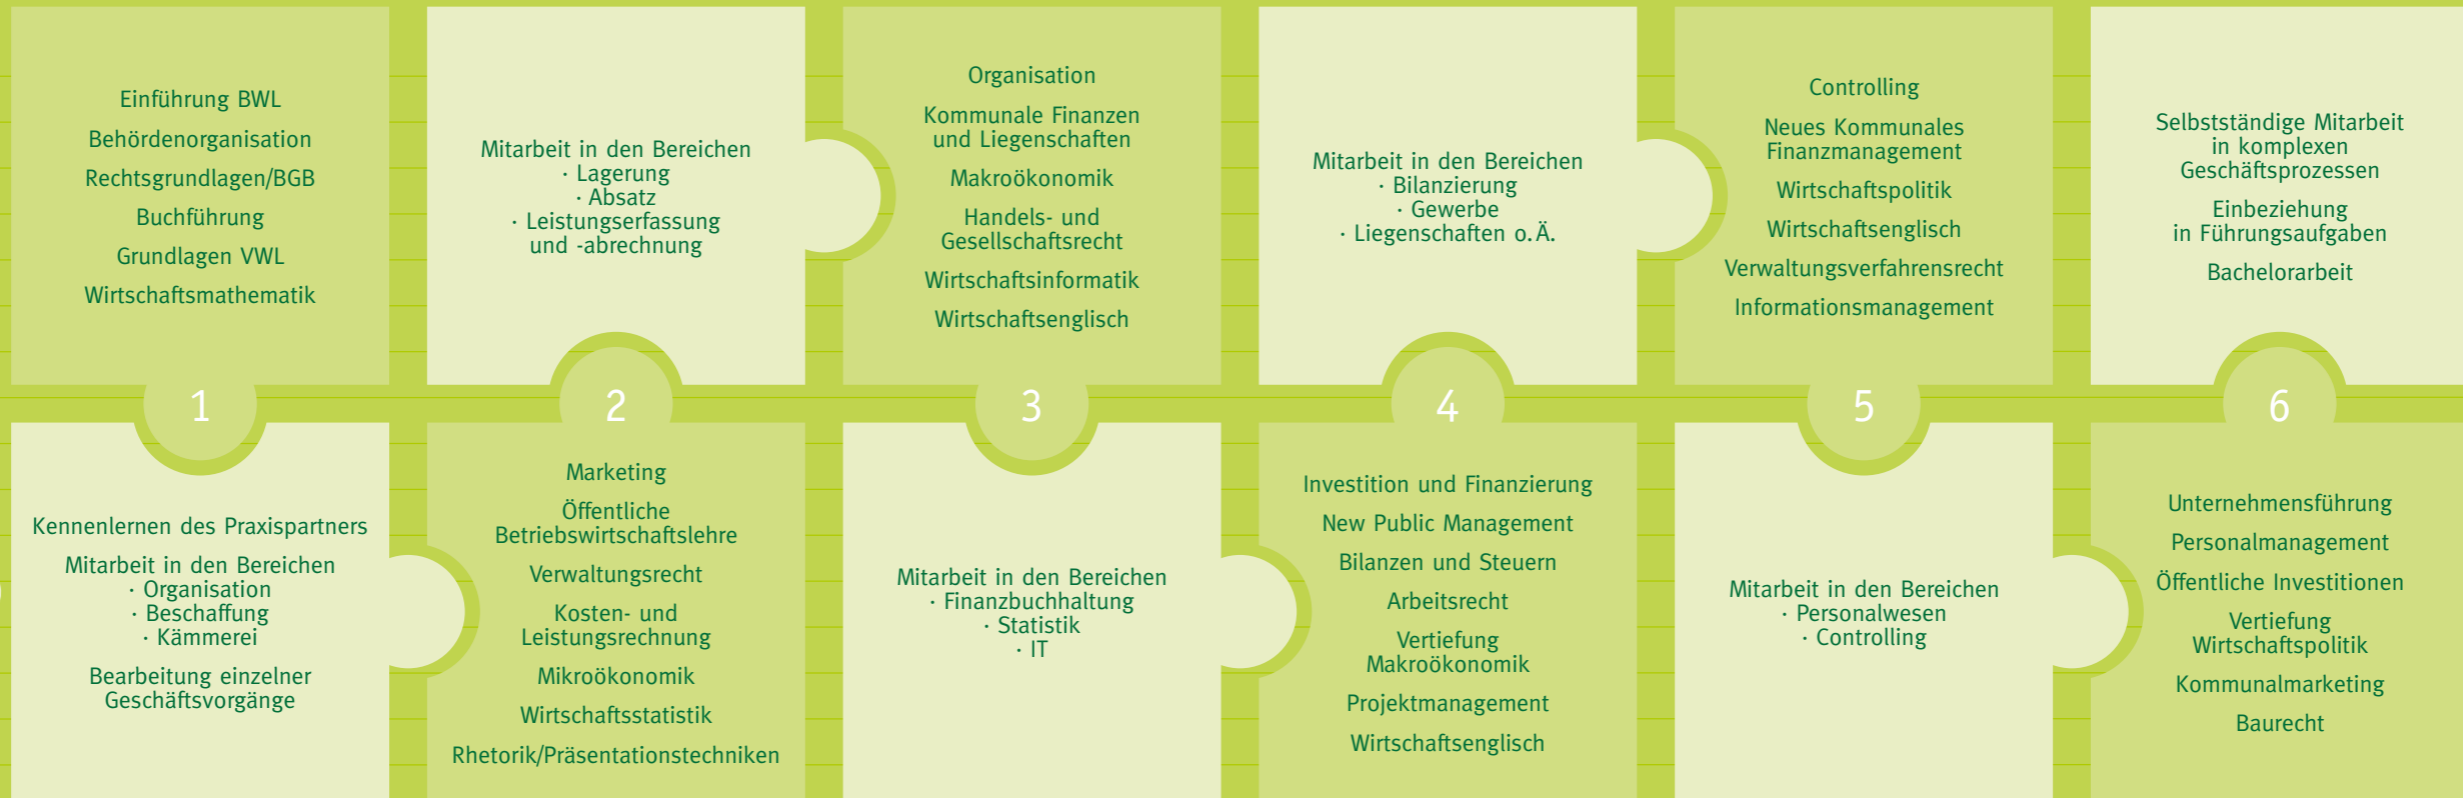 Einführung BWL
Behördenorganisation
Rechtsgrundlagen/BGB
Buchführung
Grundlagen VWL
Wirtschaftsmathematik
1
Kennenlernen des Praxispartners
Mitarbeit in den Bereichen
· Organisation
· Beschaffung
· Kämmerei
Bearbeitung einzelner
Geschäftsvorgänge
Mitarbeit in den Bereichen
· Lagerung
· Absatz
· Leistungserfassung
und -abrechnung
2
Marketing
Öffentliche
Betriebswirtschaftslehre
Verwaltungsrecht
Kosten- und
Leistungsrechnung
Mikroökonomik
Wirtschaftsstatistik
Rhetorik/Präsentationstechniken
Organisation
Kommunale Finanzen
und Liegenschaften
Makroökonomik
Handels- und
Gesellschaftsrecht
Wirtschaftsinformatik
Wirtschaftsenglisch
3
Mitarbeit in den Bereichen
· Finanzbuchhaltung
· Statistik
· IT
Mitarbeit in den Bereichen
· Bilanzierung
· Gewerbe
· Liegenschaften o. Ä.
4
Investition und Finanzierung
New Public Management
Bilanzen und Steuern
Arbeitsrecht
Vertiefung
Makroökonomik
Projektmanagement
Wirtschaftsenglisch
Controlling
Neues Kommunales
Finanzmanagement
Wirtschaftspolitik
Wirtschaftsenglisch
Verwaltungsverfahrensrecht
Informationsmanagement
5
Mitarbeit in den Bereichen
· Personalwesen
· Controlling
Selbstständige Mitarbeit
in komplexen
Geschäftsprozessen
Einbeziehung
in Führungsaufgaben
Bachelorarbeit
6
Unternehmensführung
Personalmanagement
Öffentliche Investitionen
Vertiefung
Wirtschaftspolitik
Kommunalmarketing
Baurecht